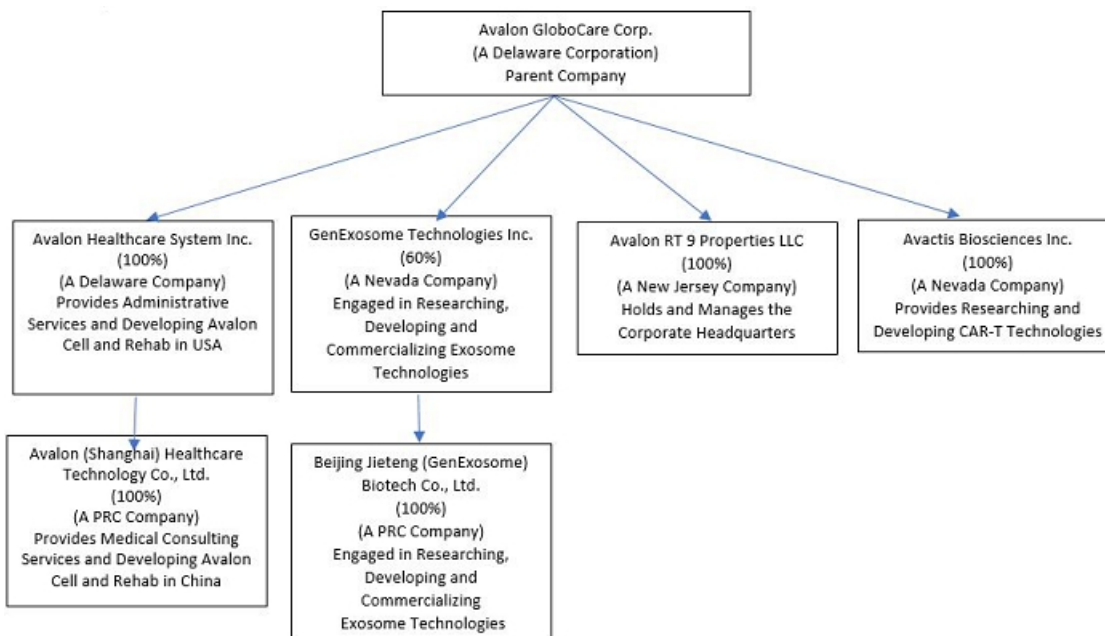 Avalon GloboCare Corp.
(A Delaware Corporation)
Parent Company
Avalon Healthcare System Inc.
(100%)
(A Delaware Company)
Provides Administrative
Services and Developing Avalon
Cell and Rehab in USA
GenExosome Technologies Inc.
(60%)
(A Nevada Company)
Engaged in Researching,
Developing and
Commercializing Exosome
Technologies
Avalon RT 9 Properties LLC
(100%)
(A New Jersey Company)
Holds and Manages the
Corporate Headquarters
Avactis Biosciences Inc.
(100%)
(A Nevada Company)
Provides Researching and
Developing CAR-T Technologies
Avalon (Shanghai) Healthcare
Technology Co., Ltd.
(100%)
(A PRC Company)
Provides Medical Consulting
Services and Developing Avalon
Cell and Rehab in China
Beijing Jieteng (GenExosome)
Biotech Co., Ltd.
(100%)
(A PRC Company)
Engaged in Researching,
Developing and
Commercializing
Exosome Technologies